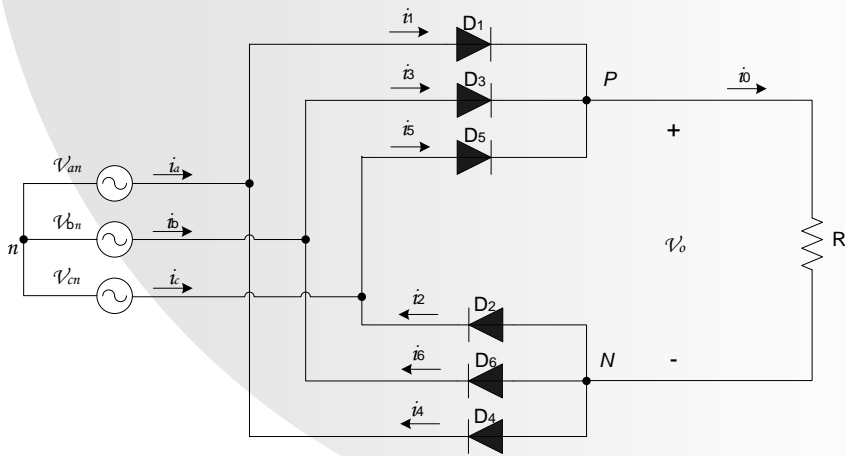 i1
D1
i3
D3
P
i0
i5
D5
+
Van
ia
Vbn
ib
n
Vo
R
Vcn
ic
i2
D2
i6
D6
N
-
i4
D4